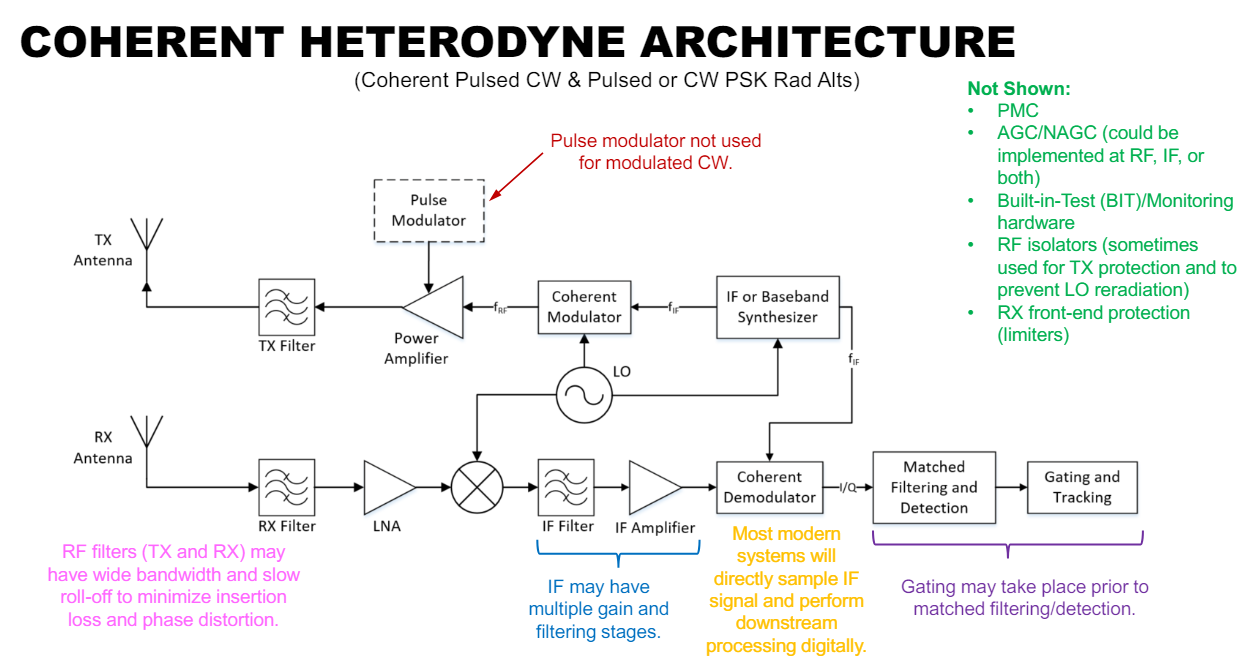 COHERENT HETERODYNE ARCHITECTURE
(Coherent Pulsed CW & Pulsed or CW PSK Rad Alts)
Not Shown:
• PMC
• AGC/NAGC (could be
implemented at RF, IF, or
both)
• Built-in-Test (BIT)/Monitoring
hardware
• RF isolators (sometimes
used for TX protection and to
prevent LO reradiation)
• RX front-end protection
(limiters)
Pulse modulator not used
for modulated CW.
Pulse
Modulator
TX
Antenna
TX Filter
Power
Amplifier
fRF
Coherent
Modulator
fIF
IF or Baseband
Synthesizer
fIF
LO
RX
Antenna
RX Filter
LNA
IF Filter
IF Amplifier
Coherent
Demodulator
I/Q
Matched
Filtering and
Detection
Gating and
Tracking
RF filters (TX and RX) may
have wide bandwidth and slow
roll-off to minimize insertion
loss and phase distortion.
IF may have
multiple gain and
filtering stages.
Most modern
systems will
directly sample IF
signal and perform
downstream
processing digitally.
Gating may take place prior to
matched filtering/detection.